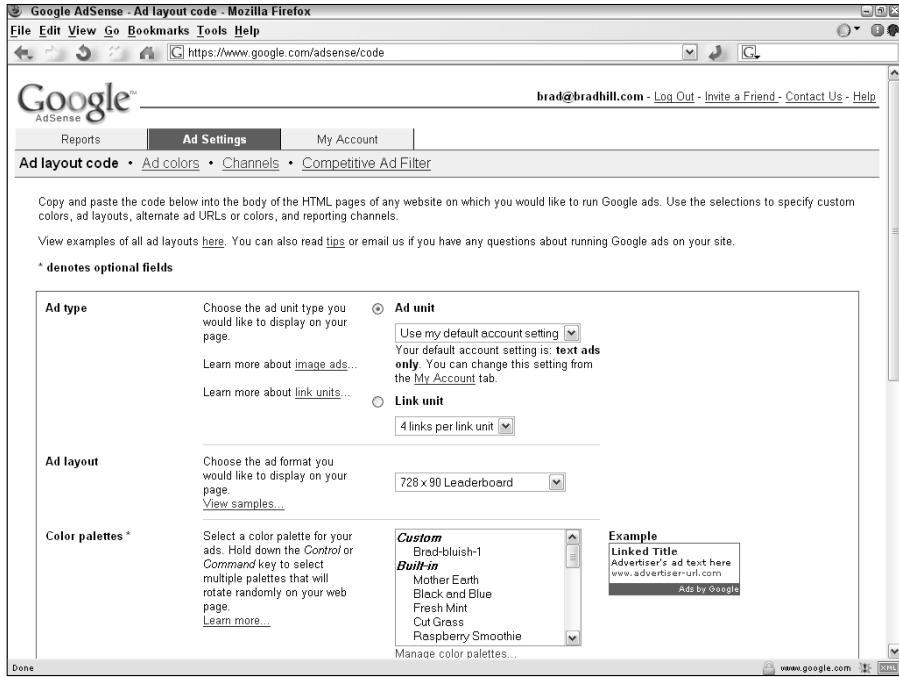 Google AdSense - Ad layout code - Mozilla Firefox
File Edit View Go Bookmarks Tools Help
G https://www.google.com/adsense/code
G
Google™
AdSense
brad@bradhill.com - Log Out - Invite a Friend - Contact Us - Help
Reports Ad Settings My Account
Ad layout code • Ad colors • Channels • Competitive Ad Filter
Copy and paste the code below into the body of the HTML pages of any website on which you would like to run Google ads. Use the selections to specify custom
colors, ad layouts, alternate ad URLs or colors, and reporting channels.
View examples of all ad layouts here. You can also read tips or email us if you have any questions about running Google ads on your site.
* denotes optional fields
Ad type
Choose the ad unit type you
would like to display on your
page.
Learn more about image ads...
Learn more about link units...
Ad unit
Use my default account setting
Your default account setting is: text ads
only. You can change this setting from
the My Account tab.
Link unit
4 links per link unit
Ad layout
Choose the ad format you
would like to display on your
page.
View samples...
728 x 90 Leaderboard
Color palettes *
Select a color palette for your
ads. Hold down the Control or
Command key to select
multiple palettes that will
rotate randomly on your web
page.
Learn more...
Custom
Brad-bluish-1
Built-in
Mother Earth
Black and Blue
Fresh Mint
Cut Grass
Raspberry Smoothie
Manage color palettes...
Example
Linked Title
Advertiser's ad text here
www.advertiser-url.com
Ads by Google
Done
www.google.com
XML